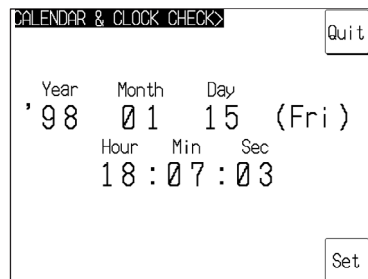 CALENDAR & CLOCK CHECK>
Quit
Year Month Day
'98 01 15 (Fri)
Hour Min Sec
18:07:03
Set